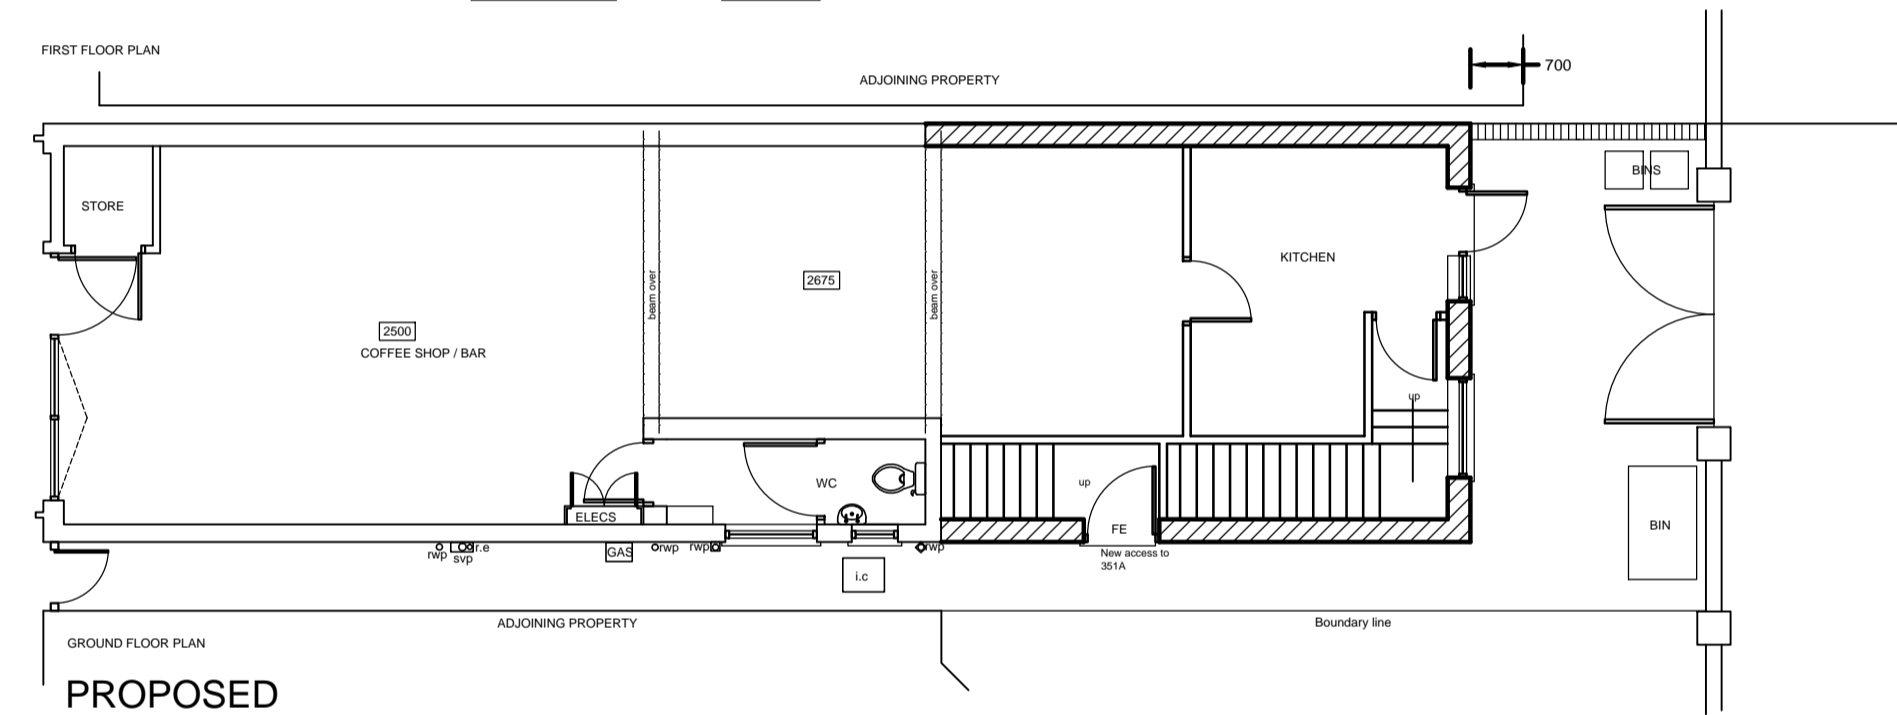 FIRST FLOOR PLAN
ADJOINING PROPERTY
700
BINS
STORE
KITCHEN
beam over
2675
beam over
2500
COFFEE SHOP / BAR
up
WC
up
ELECS
FE
BIN
rwp
svp
r.e
GAS
rwp
rwp
rwp
New access to
351A
i.c
ADJOINING PROPERTY
Boundary line
GROUND FLOOR PLAN
PROPOSED